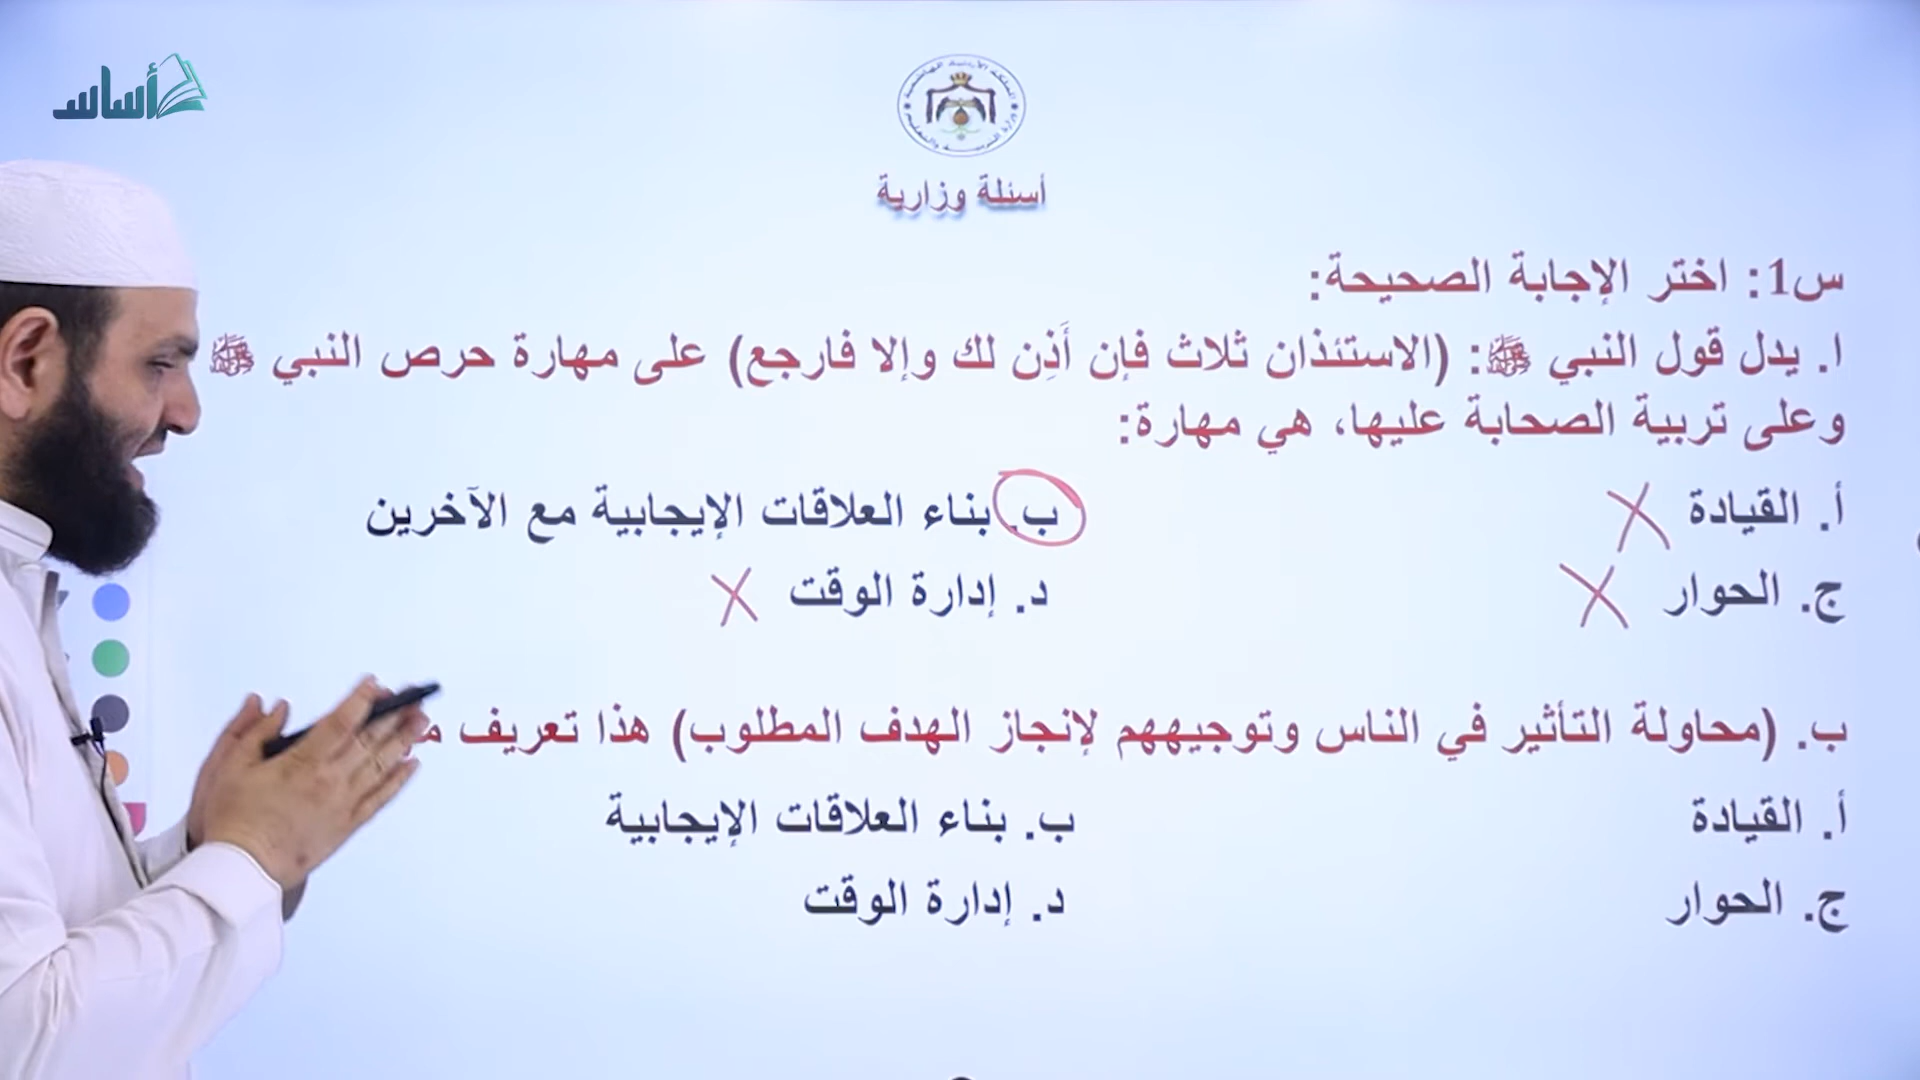 أساس
أسئلة وزارية
س1: اختر الإجابة الصحيحة:
ا. يدل قول النبي ﷺ: (الاستئذان ثلاث فإن أَذِن لك وإلا فارجع) على مهارة حرص النبي ﷺ
وعلى تربية الصحابة عليها، هي مهارة:
أ. القيادة ب. بناء العلاقات الإيجابية مع الآخرين
ج. الحوار د. إدارة الوقت
ب. (محاولة التأثير في الناس وتوجيههم لإنجاز الهدف المطلوب) هذا تعريف
أ. القيادة ب. بناء العلاقات الإيجابية
ج. الحوار د. إدارة الوقت